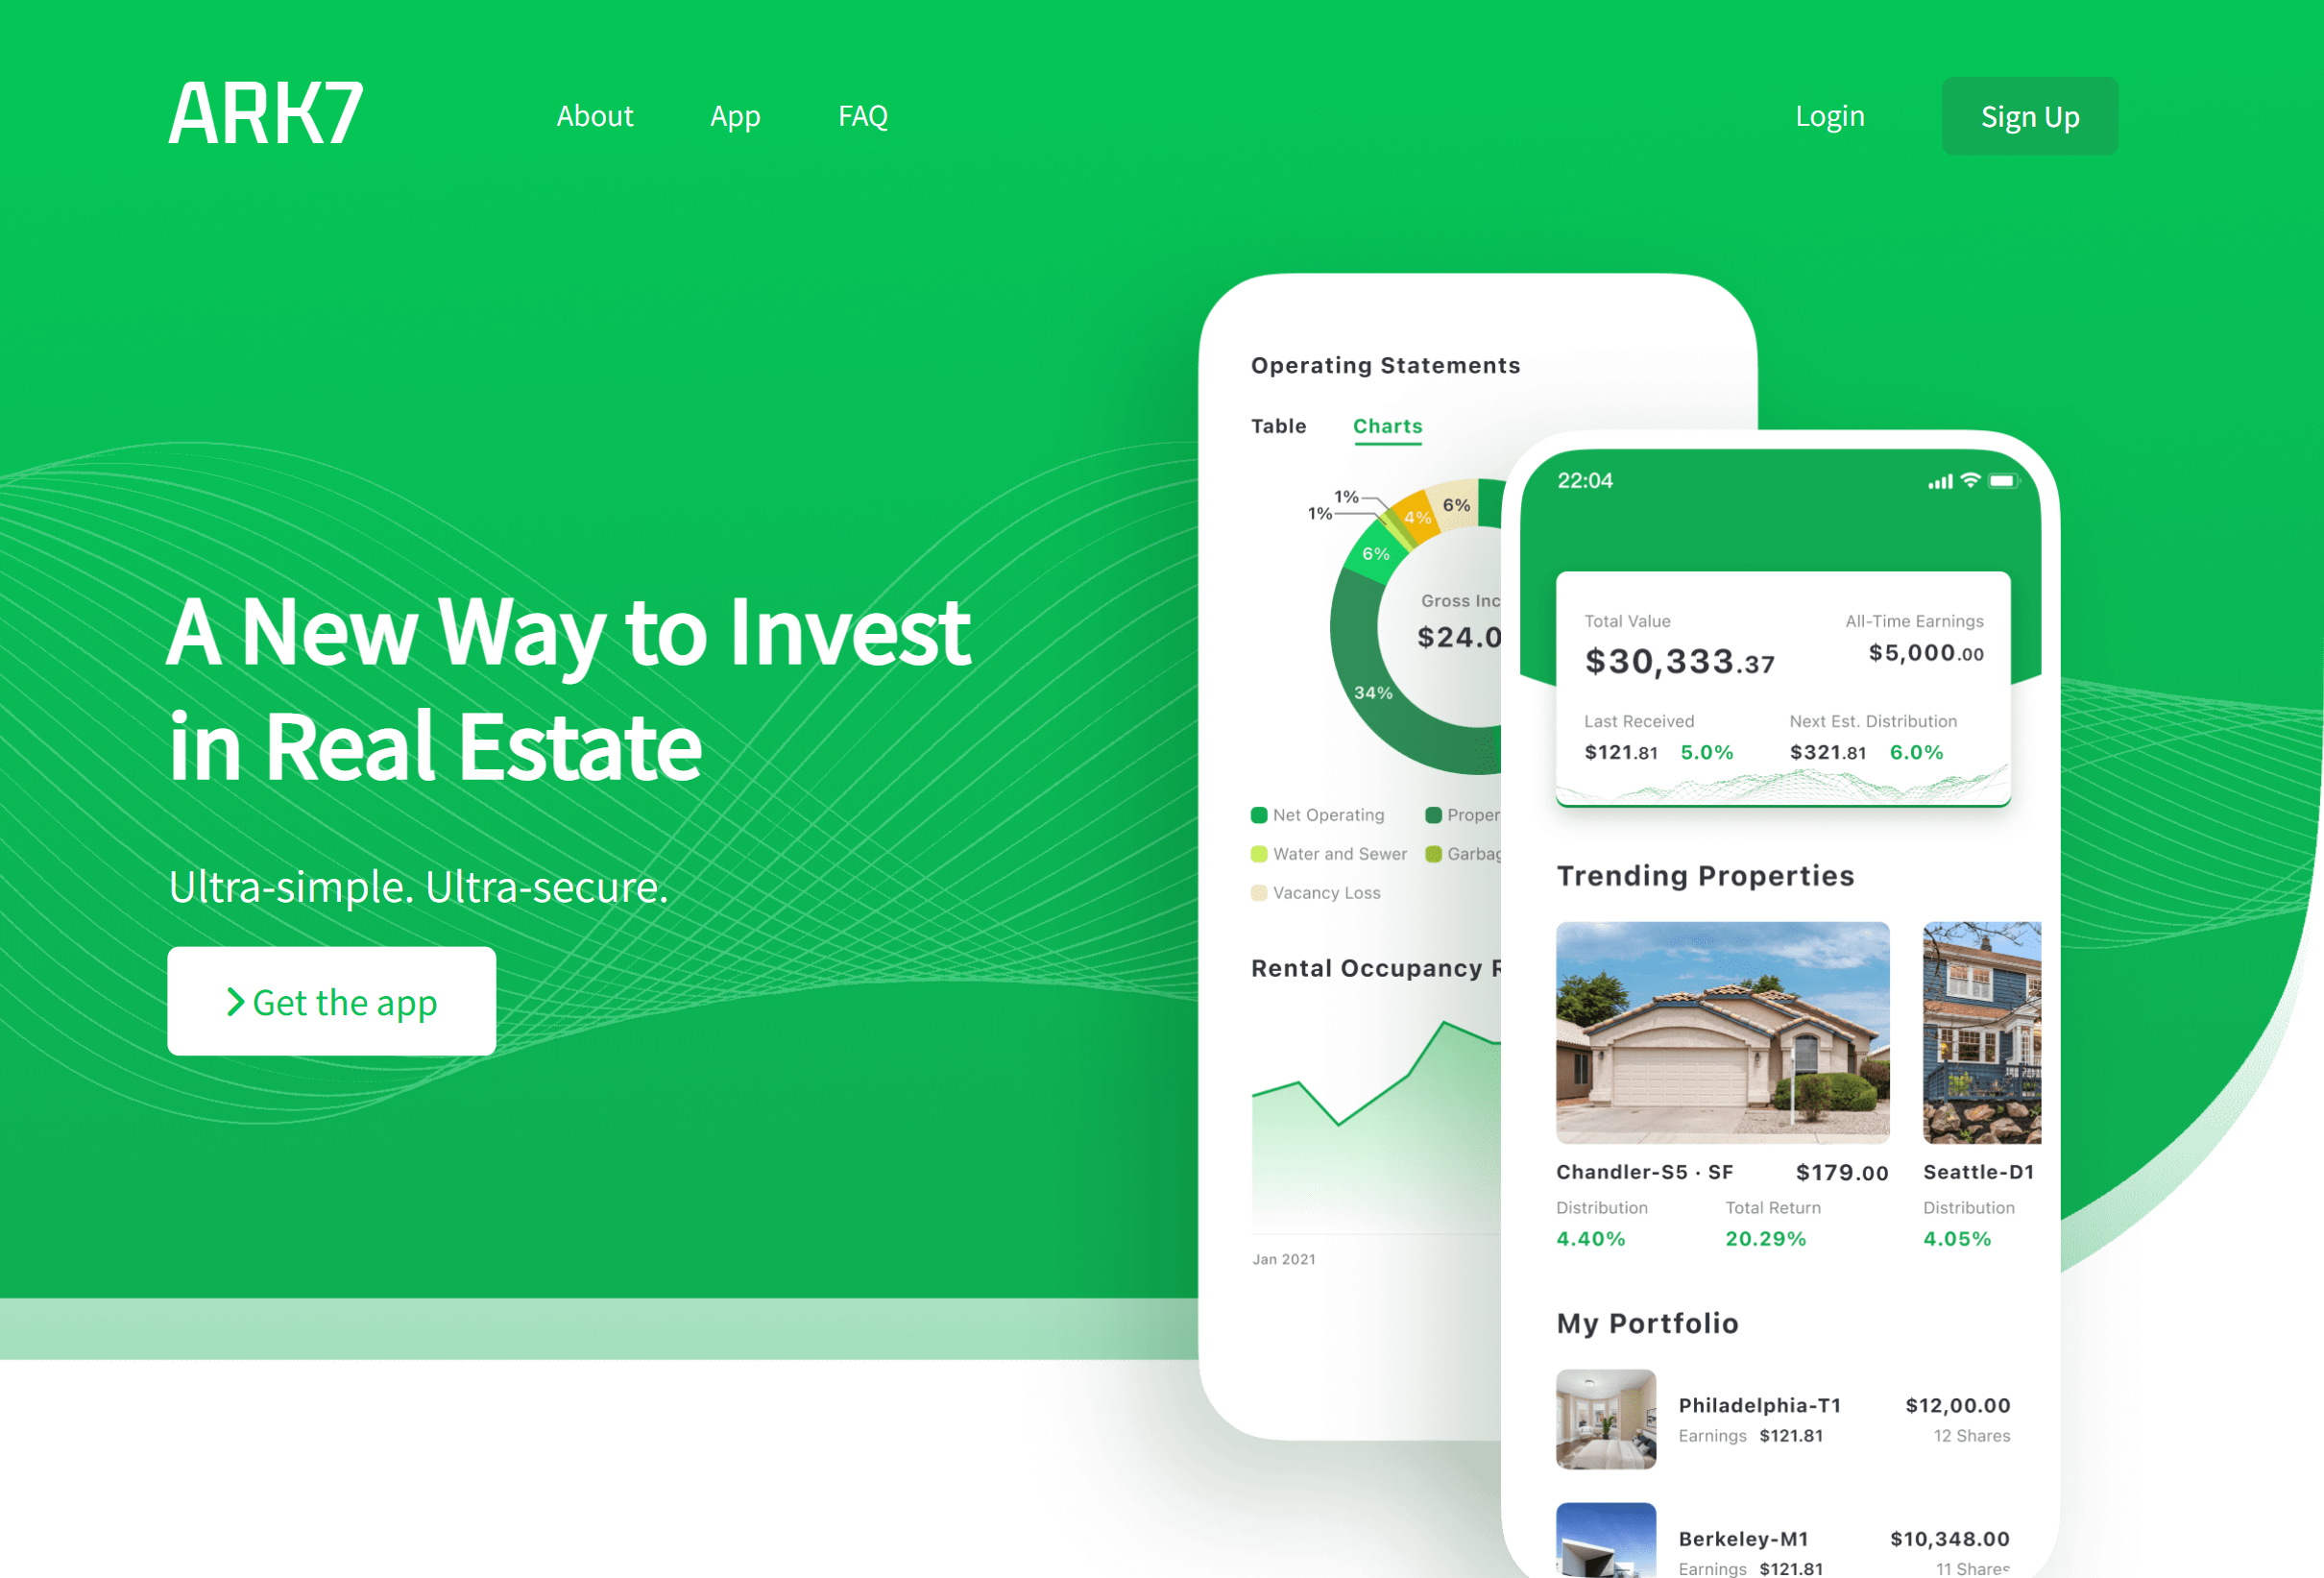 ARK7
About
App
FAQ
Login
Sign Up
A New Way to Invest
in Real Estate
Ultra-simple. Ultra-secure.
Get the app
Operating Statements
Table
Charts
1%
1%
4%
6%
6%
34%
Gross Inc
$24.0
Net Operating
Proper
Water and Sewer
Garbag
Vacancy Loss
Rental Occupancy R
Jan 2021
22:04
Total Value
All-Time Earnings
$30,333.37
$5,000.00
Last Received
Next Est. Distribution
$121.81 5.0%
$321.81 6.0%
Trending Properties
Chandler-S5 · SF
$179.00
Seattle-D1
Distribution
Total Return
Distribution
4.40%
20.29%
4.05%
My Portfolio
Philadelphia-T1
$12,00.00
Earnings $121.81
12 Shares
Berkeley-M1
$10,348.00
Earnings $121.81
11 Shares